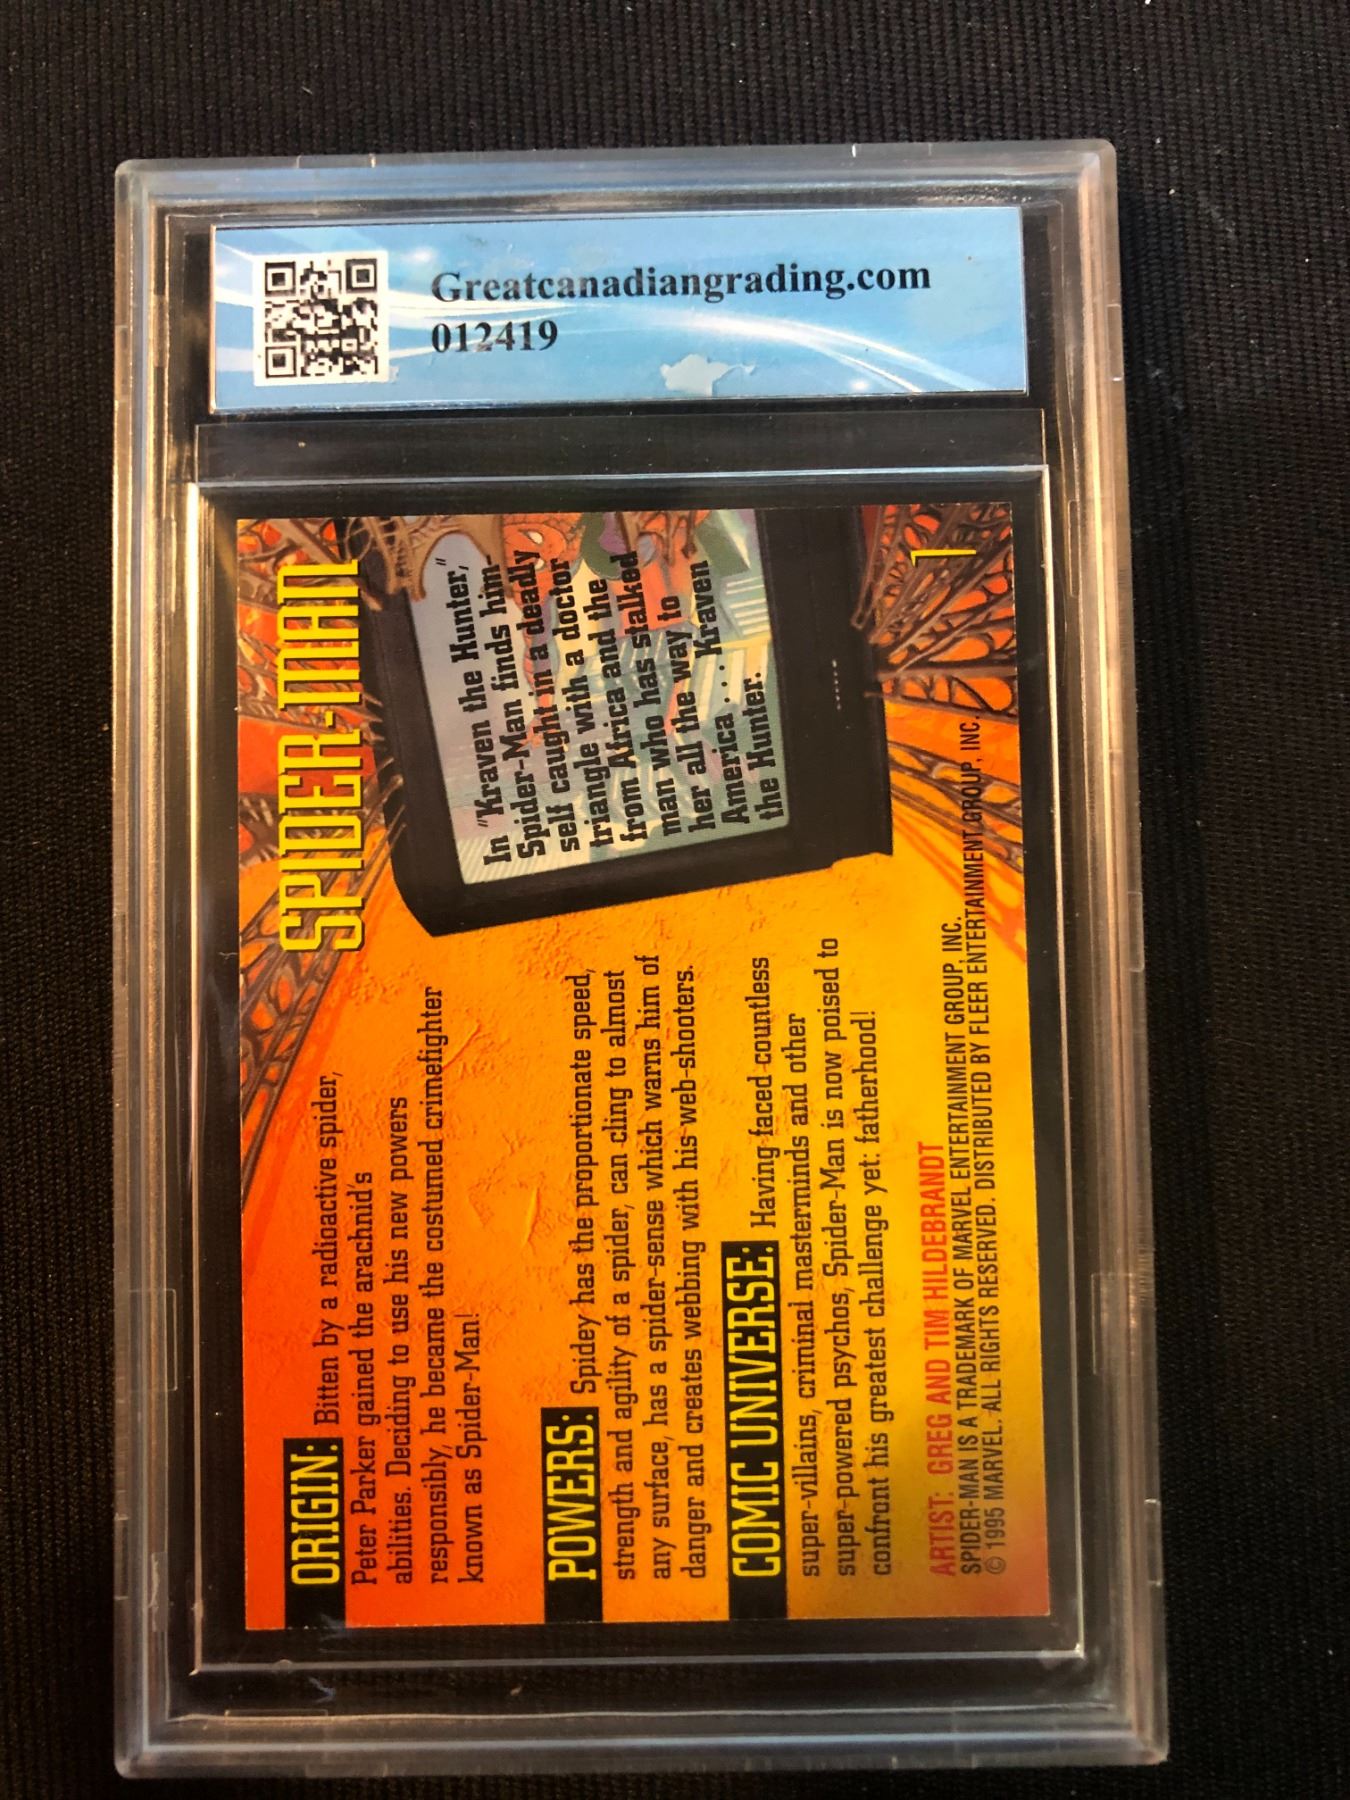 Greatcanadiangrading.com
012419
SPIDER-MAN
ORIGIN: Bitten by a radioactive spider,
Peter Parker gained the arachnid's
abilities. Deciding to use his new powers
responsibly, he became the costumed crimefighter
known as Spider-Man!
POWERS: Spidey has the proportionate speed,
strength and agility of a spider, can cling to almost
any surface, has a spider-sense which warns him of
danger and creates webbing with his web-shooters.
COMIC UNIVERSE: Having faced countless
super-villains, criminal masterminds and other
super-powered psychos, Spider-Man is now poised to
confront his greatest challenge yet: fatherhood!
In "Kraven the Hunter,"
Spider-Man finds him-
self caught in a deadly
triangle with a doctor
from Africa and the
man who has stalked
her all the way to
America . . . Kraven
the Hunter.
1
ARTIST: GREG AND TIM HILDEBRANDT
SPIDER-MAN IS A TRADEMARK OF MARVEL ENTERTAINMENT GROUP, INC.
© 1995 MARVEL. ALL RIGHTS RESERVED. DISTRIBUTED BY FLEER ENTERTAINMENT GROUP, INC.